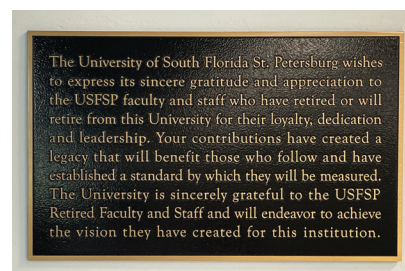 The University of South Florida St. Petersburg wishes
to express its sincere gratitude and appreciation to
the USFSP faculty and staff who have retired or will
retire from this University for their loyalty, dedication
and leadership. Your contributions have created a
legacy that will benefit those who follow and have
established a standard by which they will be measured.
The University is sincerely grateful to the USFSP
Retired Faculty and Staff and will endeavor to achieve
the vision they have created for this institution.